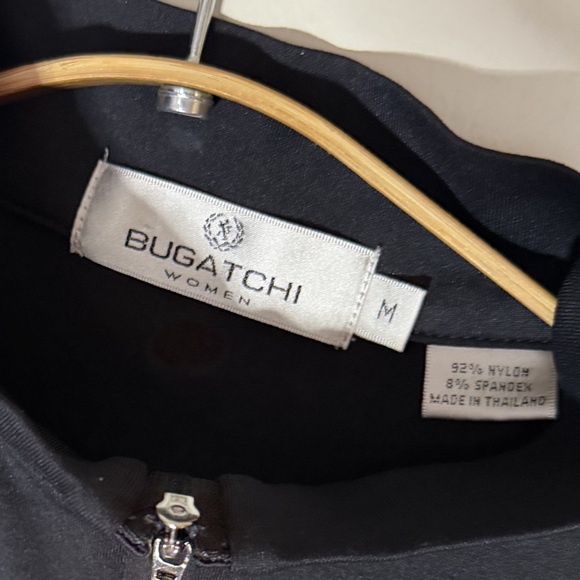 BUGATCHI
WOMEN
M
92% NYLON
8% SPANDEX
MADE IN THAILAND